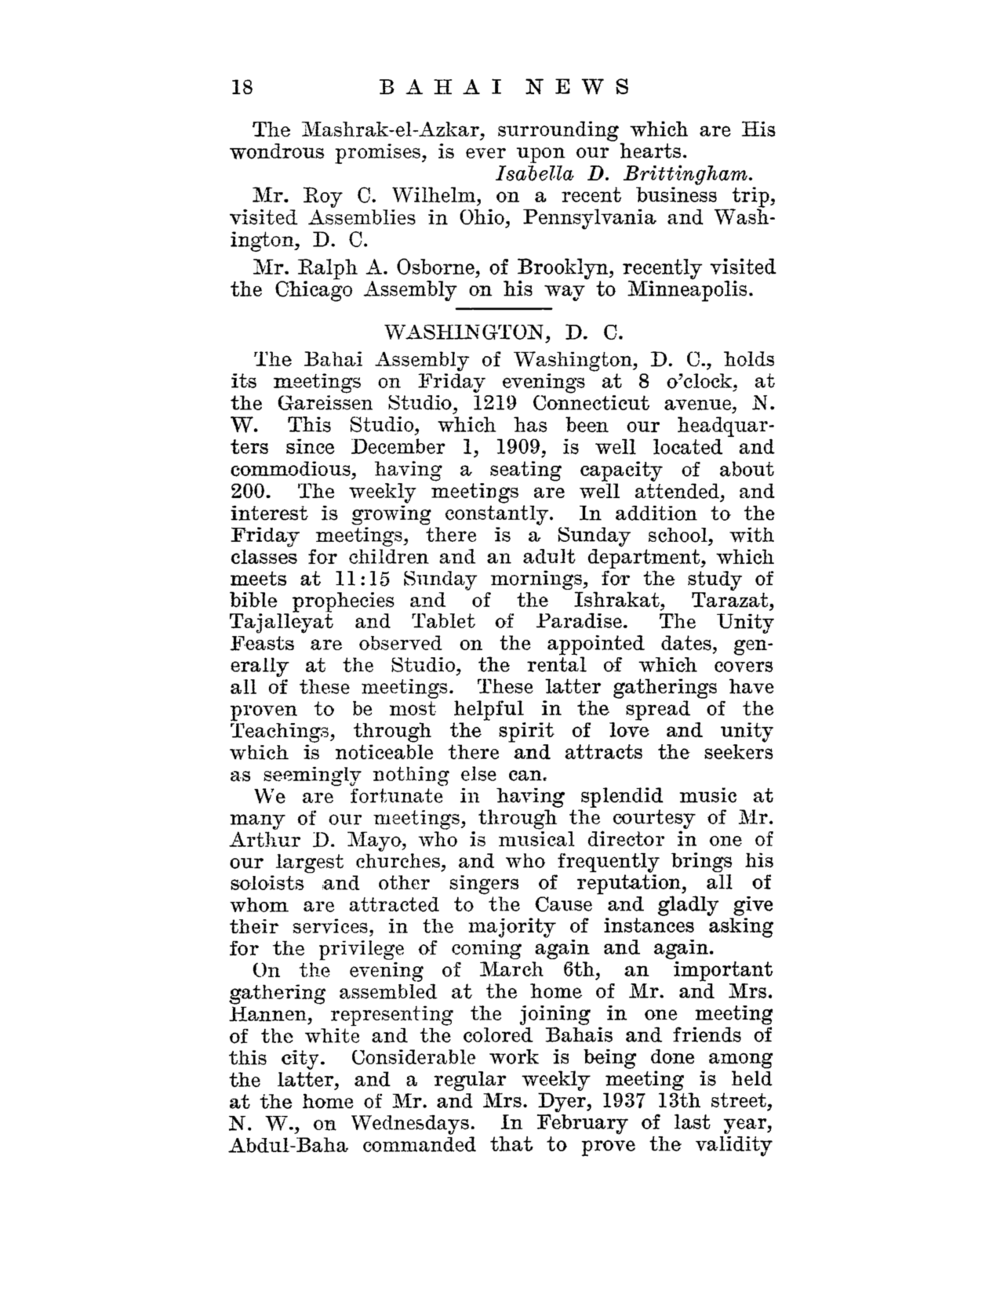 18 BAHAI NEWS
The Mashrak-el-Azkar, surrounding which are His
wondrous promises, is ever upon our hearts.
Isabella D. Brittingham.
Mr. Roy C. Wilhelm, on a recent business trip,
visited Assemblies in Ohio, Pennsylvania and Wash-
ington, D. C.
Mr. Ralph A. Osborne, of Brooklyn, recently visited
the Chicago Assembly on his way to Minneapolis.
WASHINGTON, D. C.
The Bahai Assembly of Washington, D. C., holds
its meetings on Friday evenings at 8 o'clock, at
the Gareissen Studio, 1219 Connecticut avenue, N.
W. This Studio, which has been our headquar-
ters since December 1, 1909, is well located and
commodious, having a seating capacity of about
200. The weekly meetings are well attended, and
interest is growing constantly. In addition to the
Friday meetings, there is a Sunday school, with
classes for children and an adult department, which
meets at 11:15 Sunday mornings, for the study of
bible prophecies and of the Ishrakat, Tarazat,
Tajalleyat and Tablet of Paradise. The Unity
Feasts are observed on the appointed dates, gen-
erally at the Studio, the rental of which covers
all of these meetings. These latter gatherings have
proven to be most helpful in the spread of the
Teachings, through the spirit of love and unity
which is noticeable there and attracts the seekers
as seemingly nothing else can.
We are fortunate in having splendid music at
many of our meetings, through the courtesy of Mr.
Arthur D. Mayo, who is musical director in one of
our largest churches, and who frequently brings his
soloists and other singers of reputation, all of
whom are attracted to the Cause and gladly give
their services, in the majority of instances asking
for the privilege of coming again and again.
On the evening of March 6th, an important
gathering assembled at the home of Mr. and Mrs.
Hannen, representing the joining in one meeting
of the white and the colored Bahais and friends of
this city. Considerable work is being done among
the latter, and a regular weekly meeting is held
at the home of Mr. and Mrs. Dyer, 1937 13th street,
N. W., on Wednesdays. In February of last year,
Abdul-Baha commanded that to prove the validity